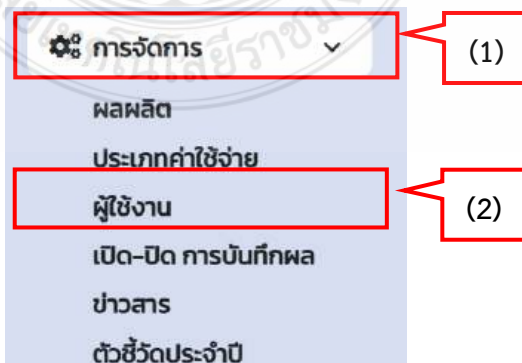 การจัดการ
(1)
ผลผลิต
ประเภทค่าใช้จ่าย
ผู้ใช้งาน
(2)
เปิด-ปิด การบันทึกผล
ข่าวสาร
ตัวชี้วัดประจำปี